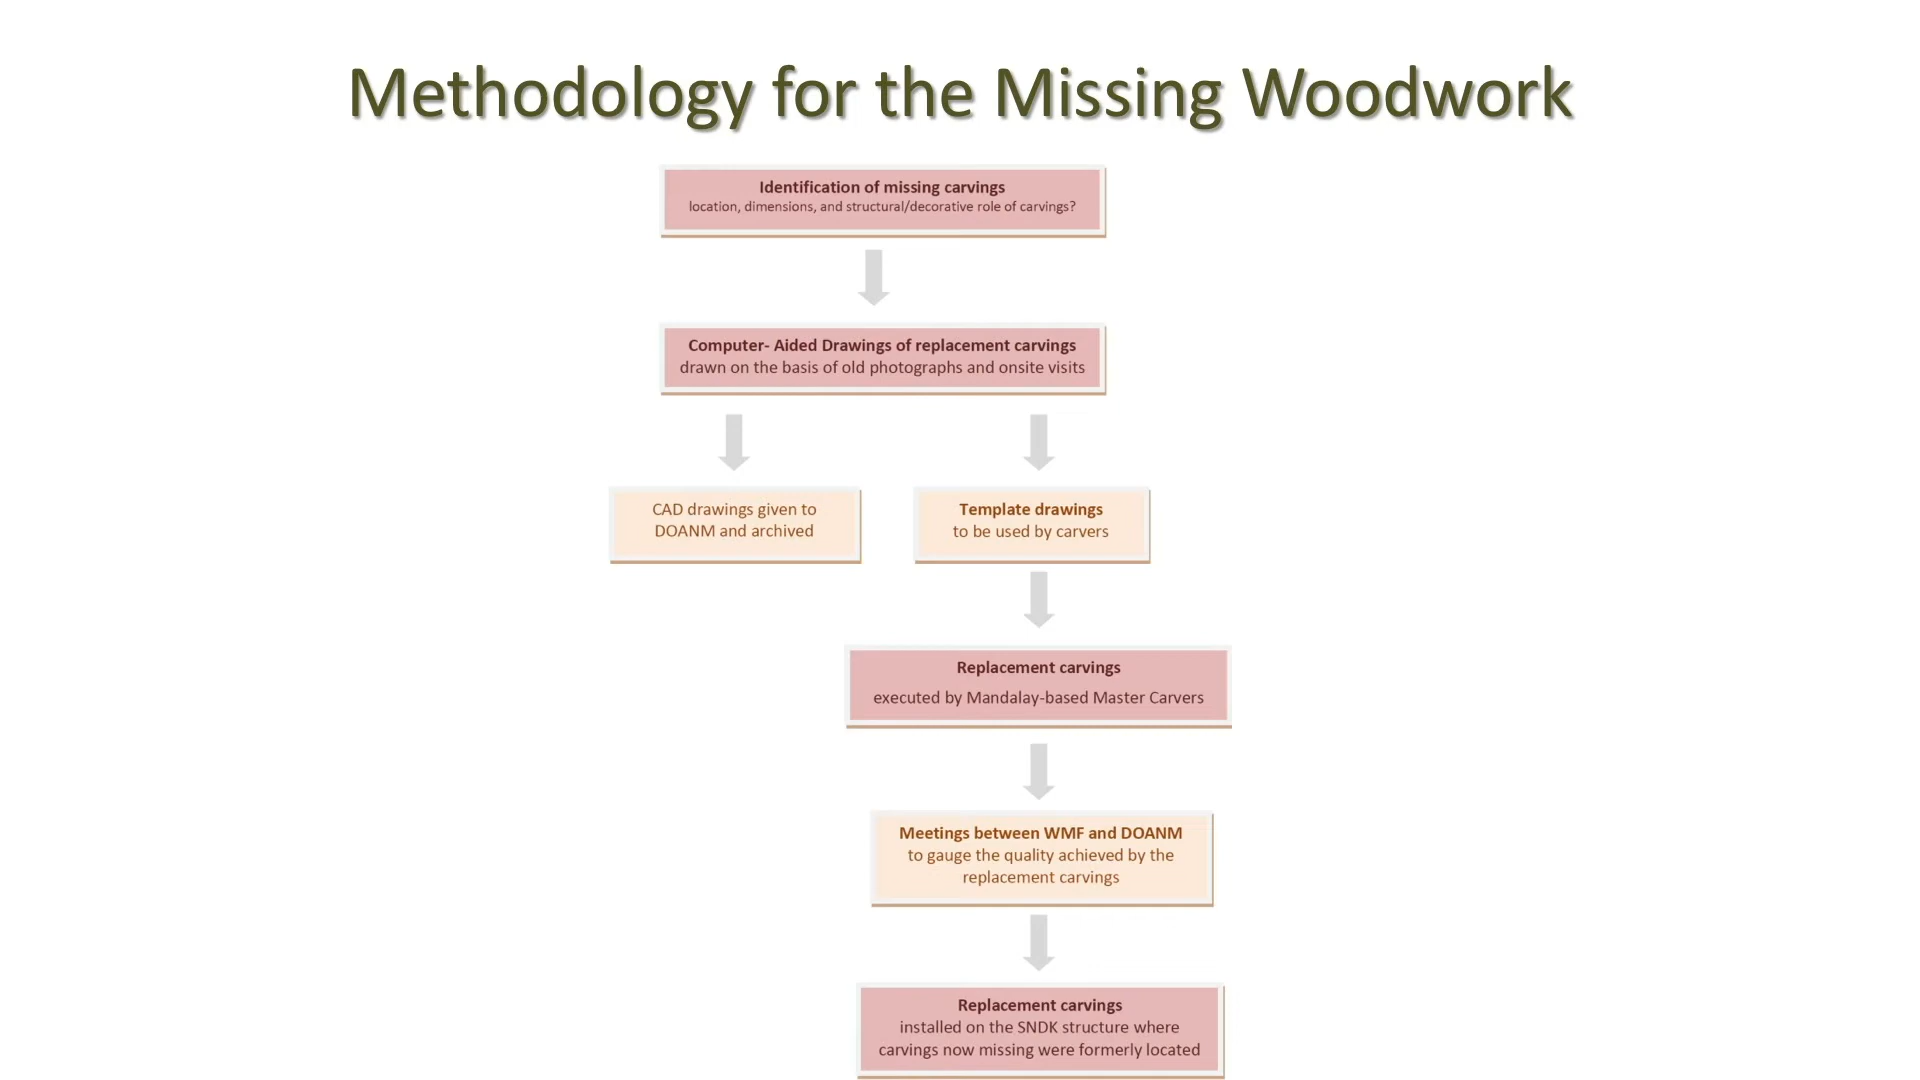 Methodology for the Missing Woodwork
Identification of missing carvings
location, dimensions, and structural/decorative role of carvings?
Computer- Aided Drawings of replacement carvings
drawn on the basis of old photographs and onsite visits
CAD drawings given to
DOANM and archived
Template drawings
to be used by carvers
Replacement carvings
executed by Mandalay-based Master Carvers
Meetings between WMF and DOANM
to gauge the quality achieved by the
replacement carvings
Replacement carvings
installed on the SNDK structure where
carvings now missing were formerly located